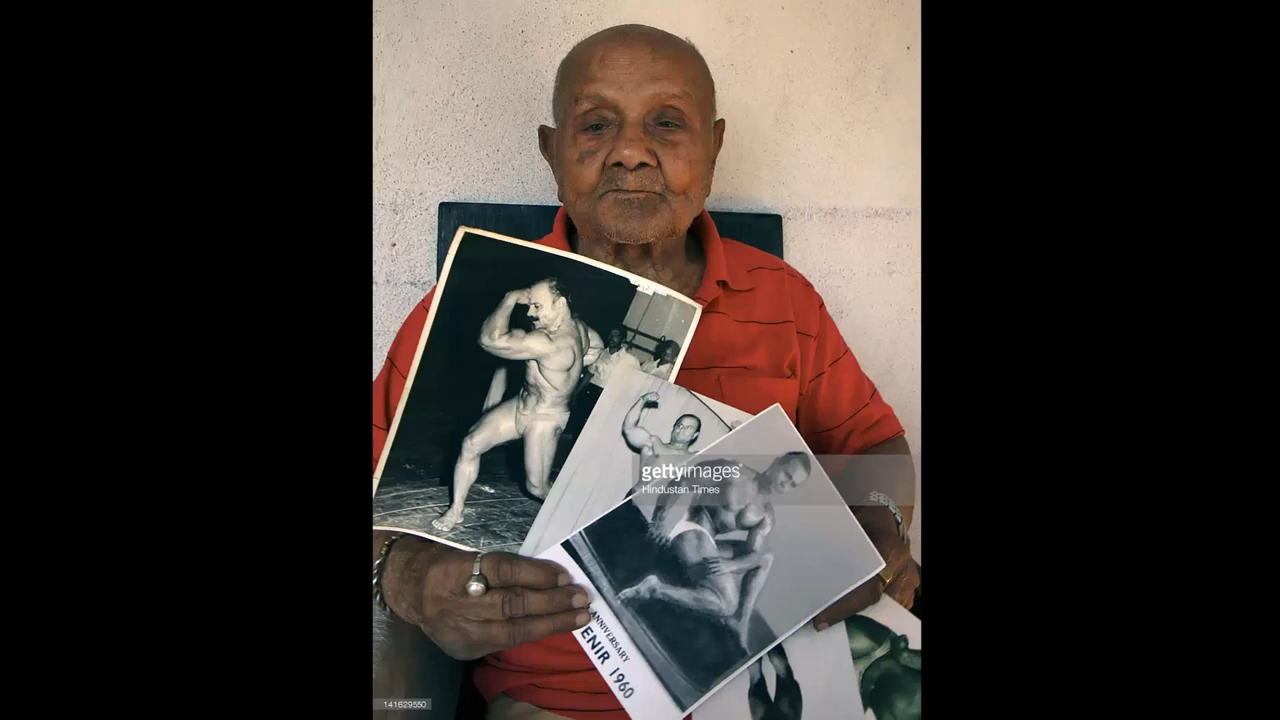 gettyimages®
Hindustan Times
ANNIVERSARY
ENIR 1960
141629550